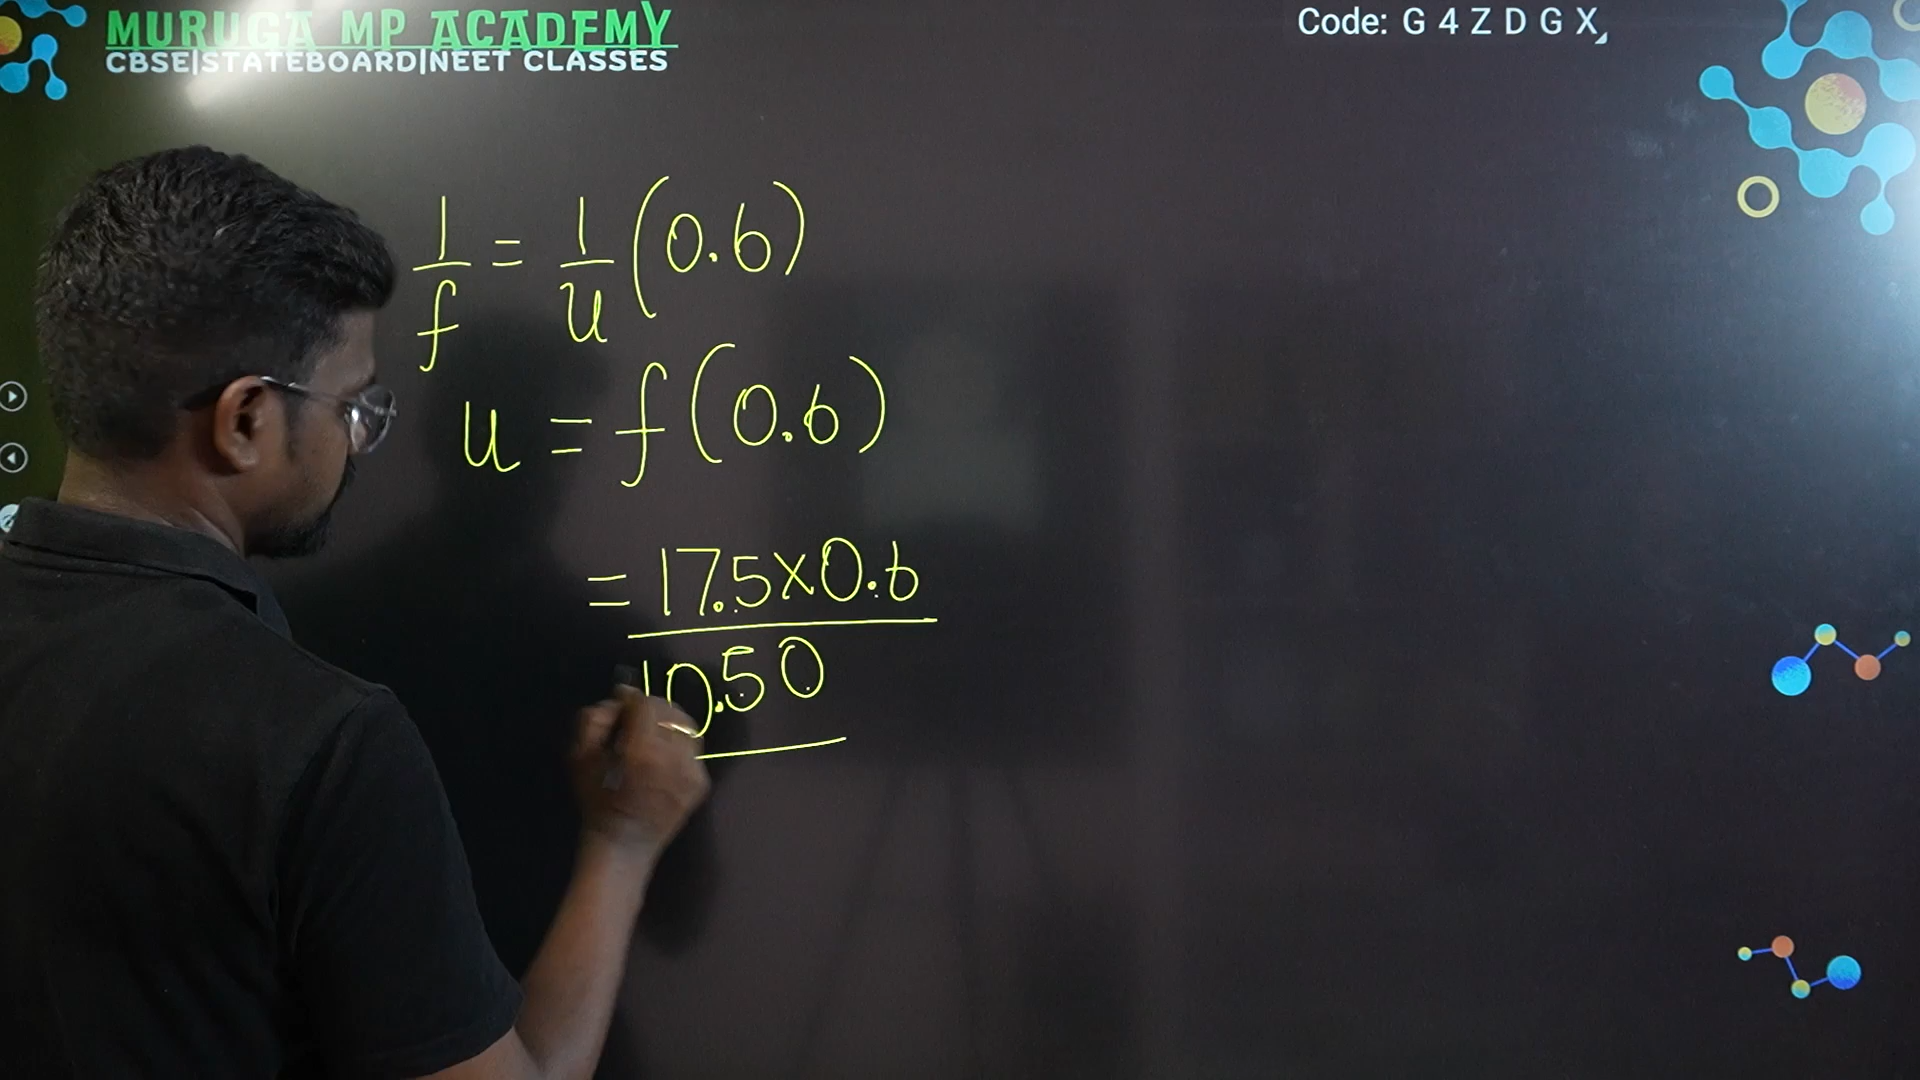 MURUGA MP ACADEMY
CBSE|STATEBOARD|NEET CLASSES
Code: G 4 Z D G X
1/f = 1/u (0.6)
u = f(0.6)
= 17.5×0.6
10.50